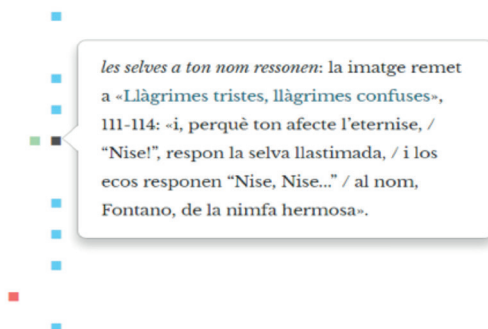 les selves a ton nom ressonen: la imatge remet
a «Llàgrimes tristes, llàgrimes confuses»,
111-114: «i, perquè ton afecte l’eternise, /
“Nise!”, respon la selva llastimada, / i los
ecos responen “Nise, Nise...” / al nom,
Fontano, de la nimfa hermosa».